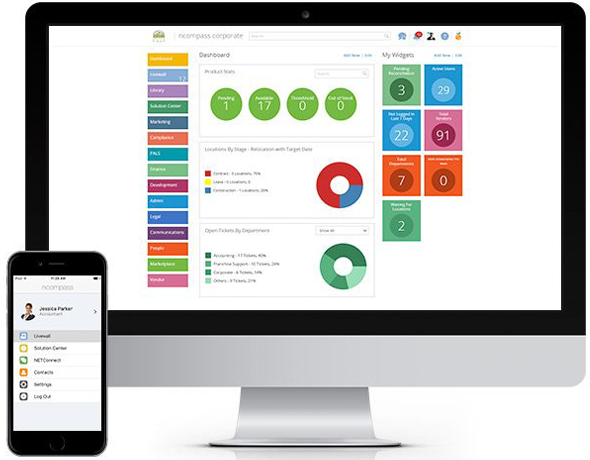 ncompass corporate
Search
Dashboard
Add New | Edit
My Widgets
Add New | Edit
Dashboard
Livewall
12
Library
Solution Center
Marketing
Compliance
PALS
Finance
Development
Admin
Legal
Communications
People
Marketplace
Vendor
Product Stats
Search
Pending
1
Available
17
Download
0
Out of Stock
0
Locations By Stage - Relocation with Target Date
Contract - 3 Locations, 75%
Lease - 0 Locations, 0%
Construction - 1 Locations, 25%
Open Tickets By Department
Show All
Accounting - 17 Tickets, 40%
Franchise Support - 10 Tickets, 24%
Corporate - 6 Tickets, 14%
Others - 9 Tickets, 21%
Pending
Reconciliation
3
Active Users
29
Not Logged In
Last 7 Days
22
Total
Vendors
91
Total
Departments
7
0
Waiting For
Locations
2
11:23 AM
ncompass
Jessica Parker
Accountant
Livewall
Solution Center
NETConnect
Contacts
Settings
Log Out